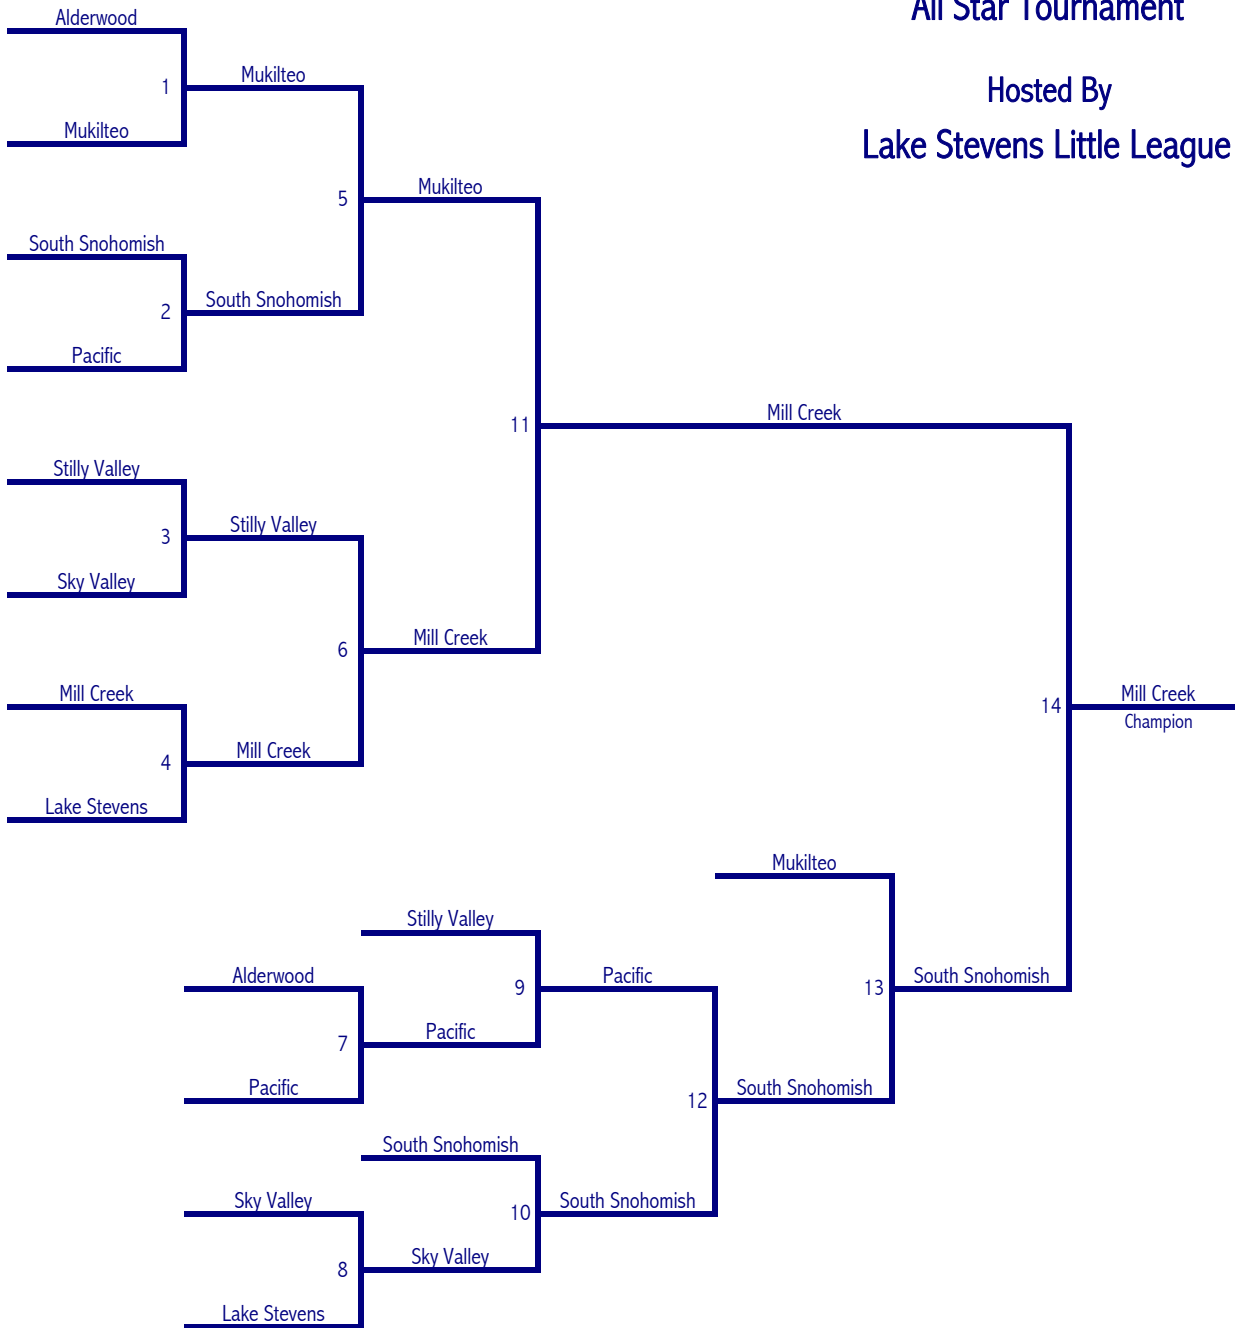 All Star Tournament
Hosted By
Lake Stevens Little League
Alderwood
1
Mukilteo
Mukilteo
5
Mukilteo
South Snohomish
2
South Snohomish
Pacific
11
Mill Creek
Stilly Valley
3
Stilly Valley
Sky Valley
6
Mill Creek
Mill Creek
4
Mill Creek
Lake Stevens
14
Mill Creek
Champion
Mukilteo
Stilly Valley
Alderwood
9
Pacific
13
South Snohomish
7
Pacific
Pacific
12
South Snohomish
South Snohomish
Sky Valley
10
South Snohomish
8
Sky Valley
Lake Stevens